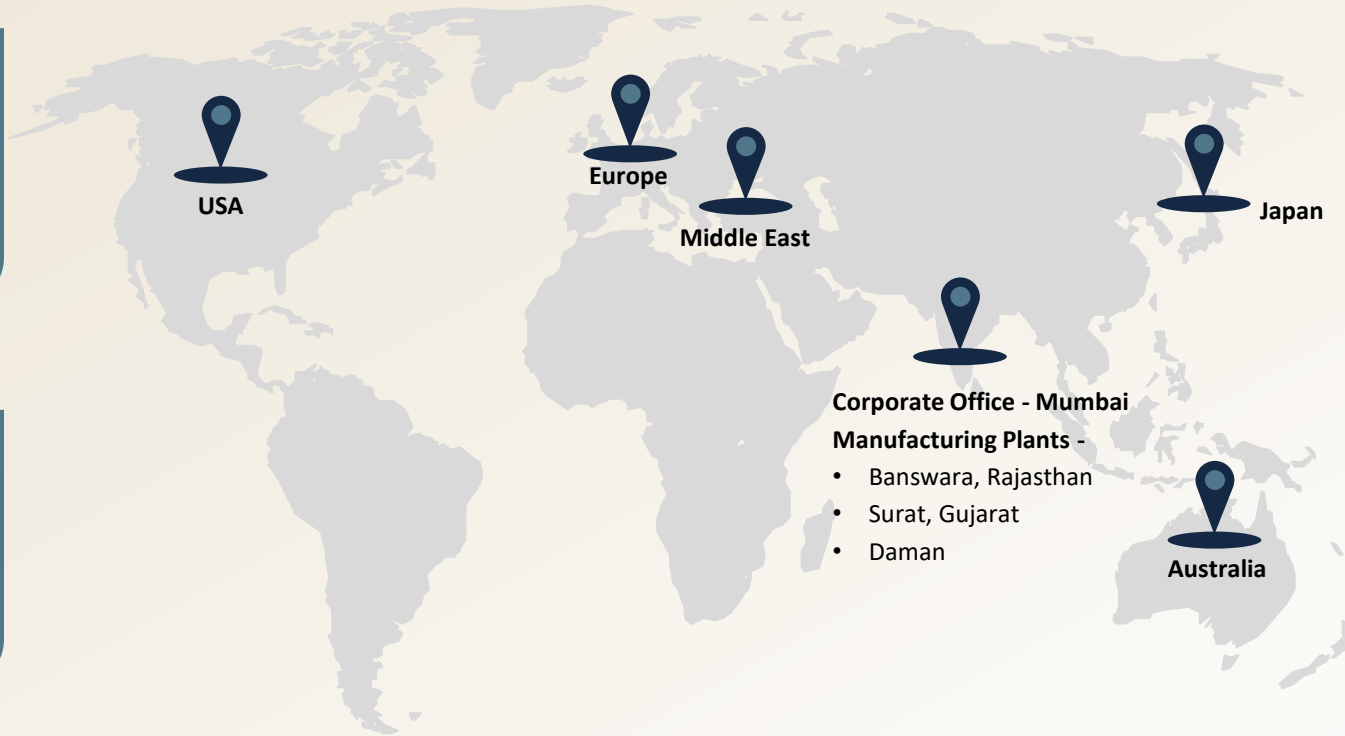 USA
Europe
Middle East
Japan
Corporate Office - Mumbai
Manufacturing Plants -
• Banswara, Rajasthan
• Surat, Gujarat
• Daman
Australia